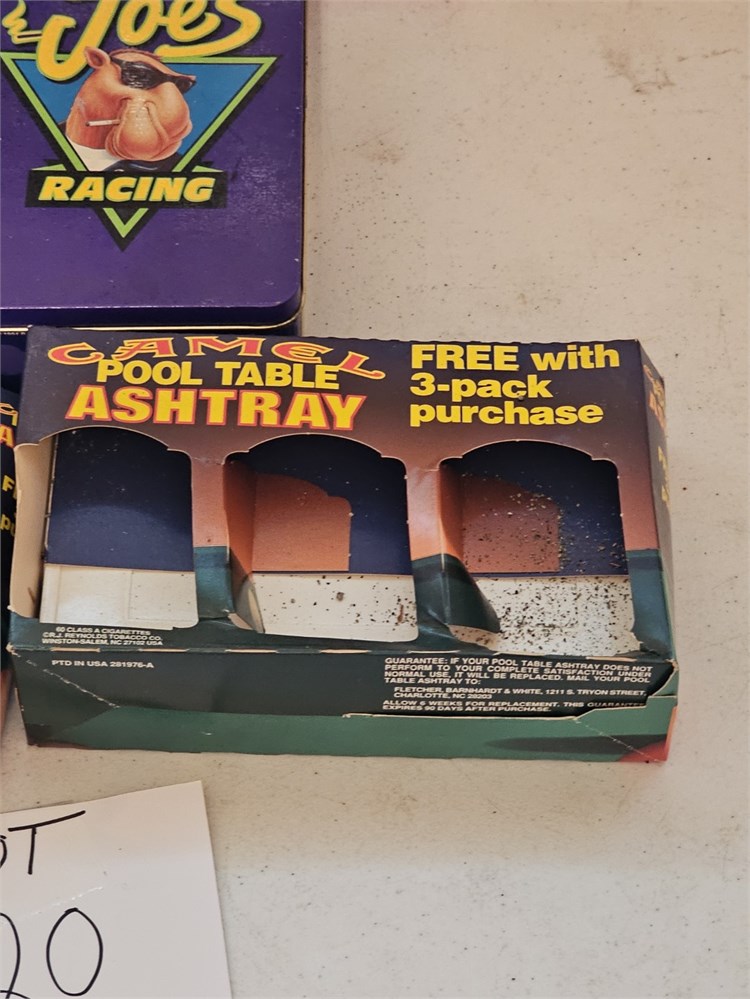 & Joe's
RACING
CAMEL
POOL TABLE
ASHTRAY
FREE with
3-pack
purchase
60 CLASS A CIGARETTES
©R.J. REYNOLDS TOBACCO CO.
WINSTON-SALEM, NC 27102 USA
PTD IN USA 281976-A
GUARANTEE: IF YOUR POOL TABLE ASHTRAY DOES NOT
PERFORM TO YOUR COMPLETE SATISFACTION UNDER
NORMAL USE, IT WILL BE REPLACED. MAIL YOUR POOL
TABLE ASHTRAY TO:
FLETCHER, BARNHARDT & WHITE, 1211 S. TRYON STREET,
CHARLOTTE, NC 28203
ALLOW 6 WEEKS FOR REPLACEMENT. THIS GUARANTEE
EXPIRES 90 DAYS AFTER PURCHASE.
OT
20